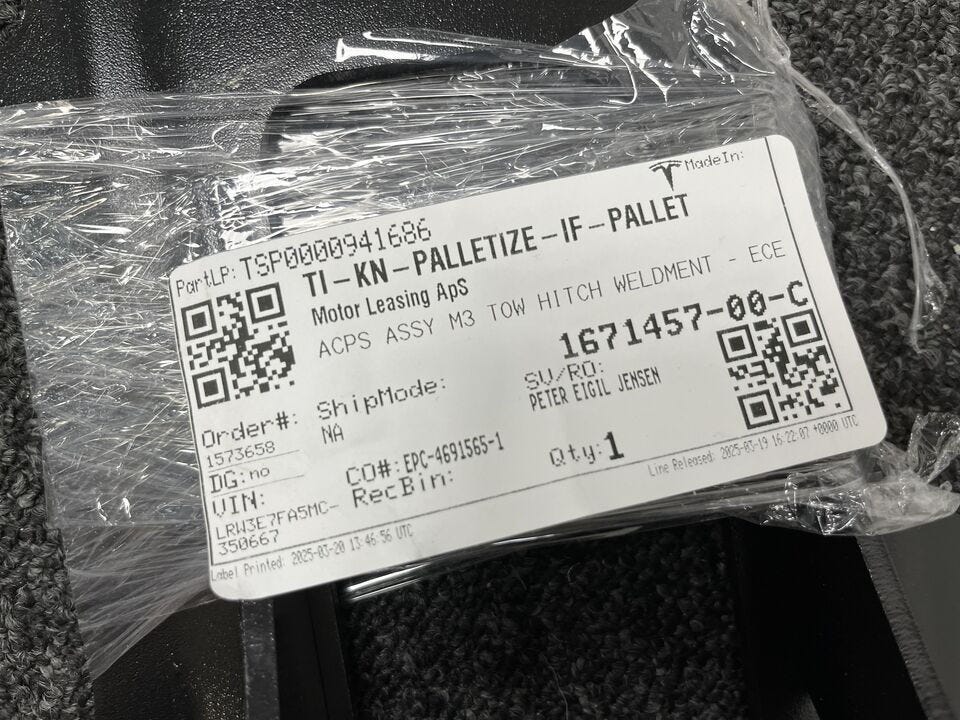 MadeIn:
PartLP: TSP0000941686
TI-KN-PALLETIZE-IF-PALLET
Motor Leasing ApS
ACPS ASSY M3 TOW HITCH WELDMENT - ECE
1671457-00-C
Order#:
1573658
ShipMode:
NA
SV/RO:
PETER EIGIL JENSEN
DG:no
CO#:EPC-4691565-1
Qty:1
VIN:
LRW3E7FA5MC-
350667
RecBin:
Line Released: 2025-03-19 16:22:07 +0000 UTC
Label Printed: 2025-03-20 13:46:56 UTC